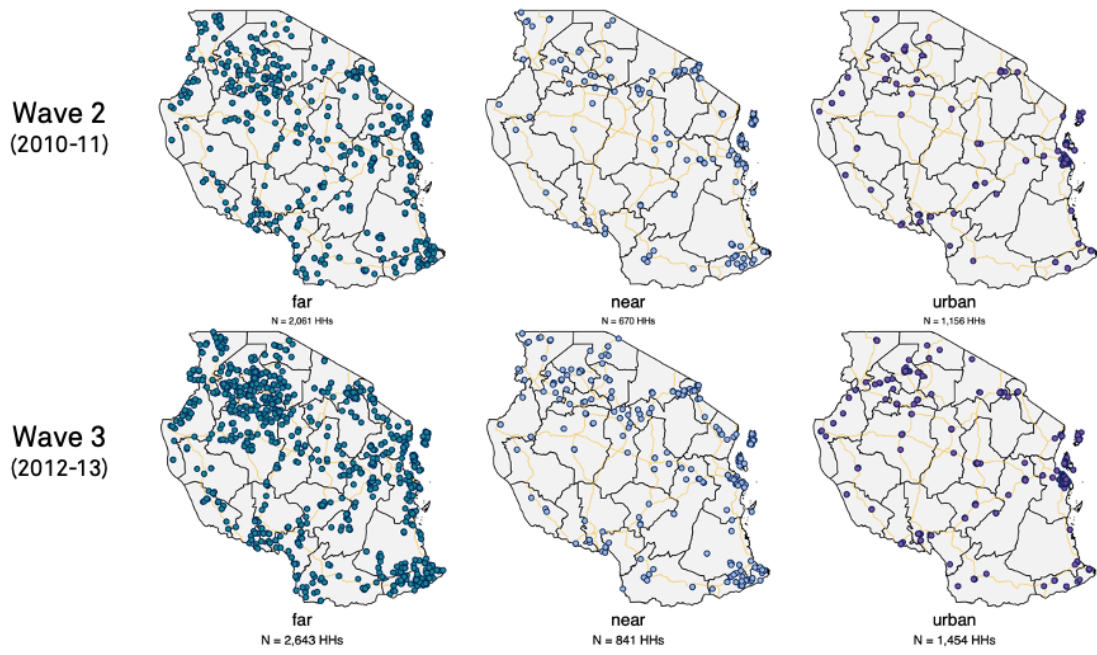 Wave 2
(2010-11)
far
N = 2,061 HHs
near
N = 670 HHs
urban
N = 1,156 HHs
Wave 3
(2012-13)
far
N = 2,643 HHs
near
N = 841 HHs
urban
N = 1,454 HHs